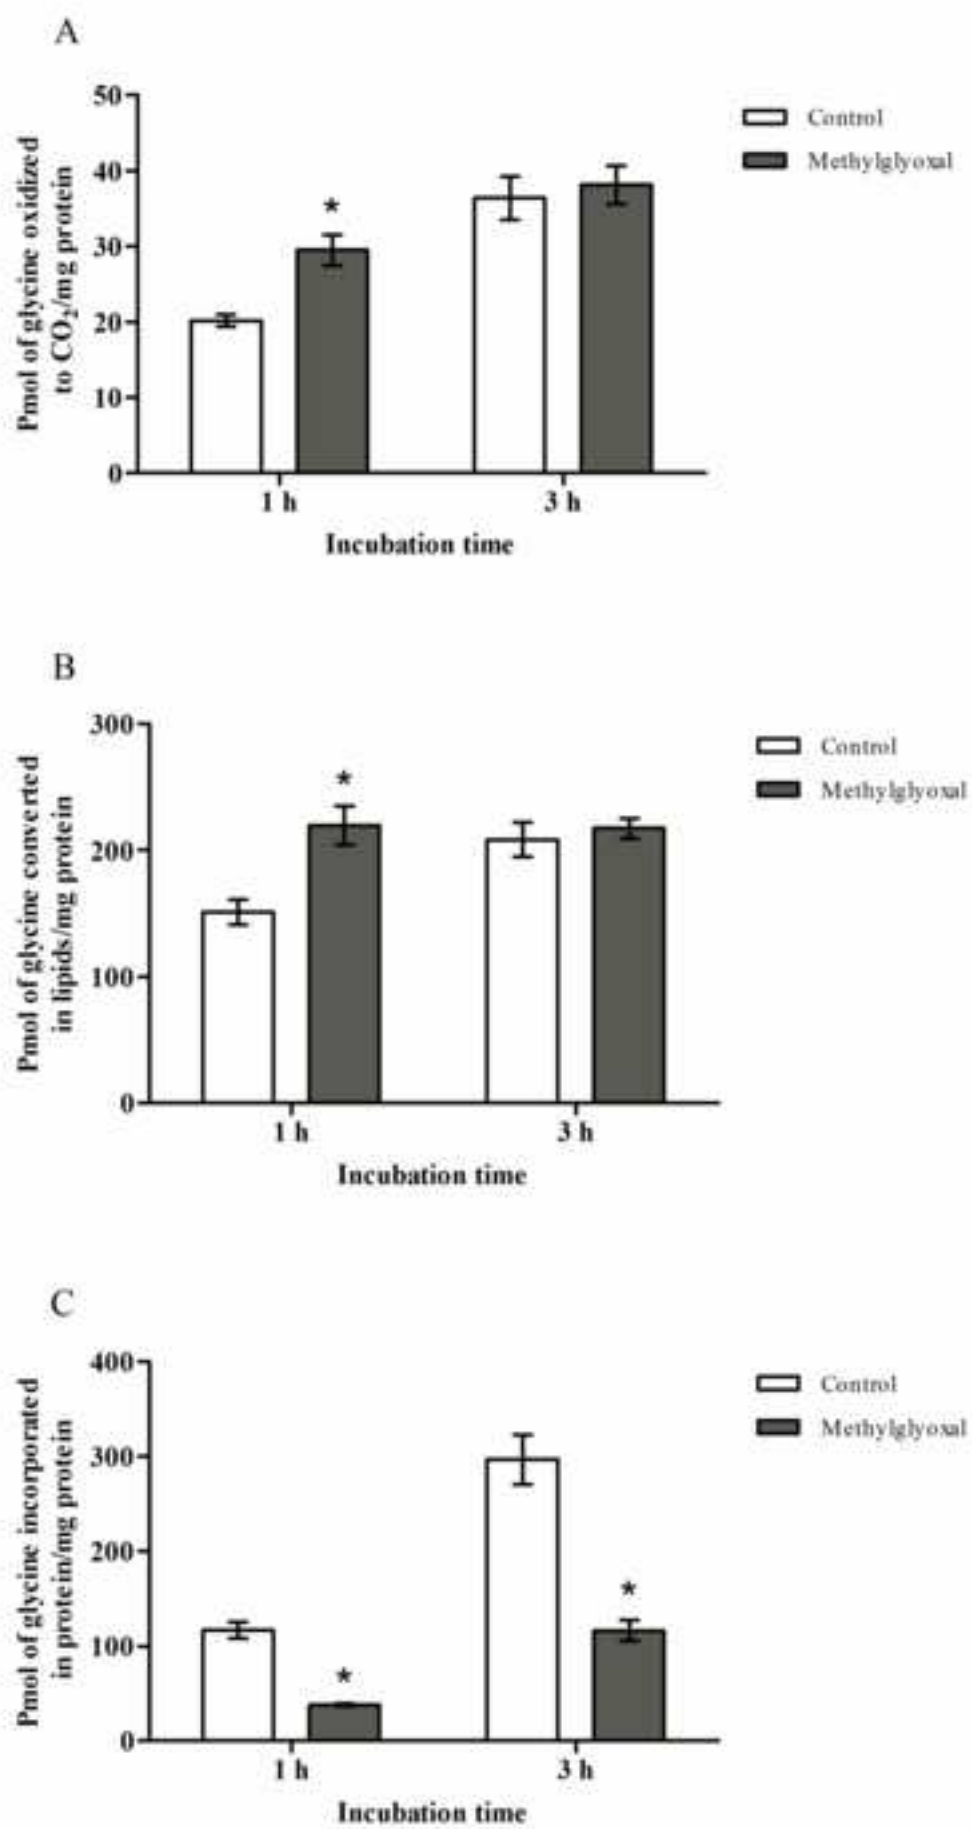 A
Pmol of glycine oxidized
to CO₂/mg protein
50
40
30
20
10
0
*
1 h
3 h
Incubation time
Control
Methylglyoxal
B
Pmol of glycine converted
in lipids/mg protein
300
200
100
0
*
1 h
3 h
Incubation time
Control
Methylglyoxal
C
Pmol of glycine incorporated
in protein/mg protein
400
300
200
100
0
*
*
1 h
3 h
Incubation time
Control
Methylglyoxal